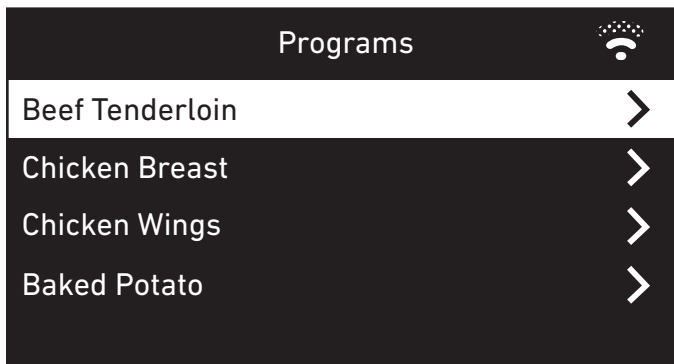 Programs
Beef Tenderloin
Chicken Breast
Chicken Wings
Baked Potato